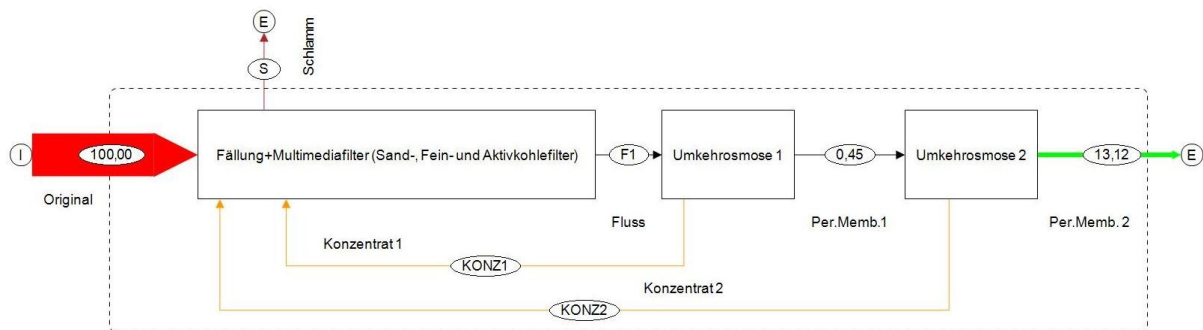 E
Schlamm
S
I
100,00
Original
Fällung+Multimediafilter (Sand-, Fein- und Aktivkohlefilter)
F1
Fluss
Umkehrosmose 1
0,45
Per.Memb.1
Umkehrosmose 2
13,12
Per.Memb. 2
E
Konzentrat 1
KONZ1
Konzentrat 2
KONZ2